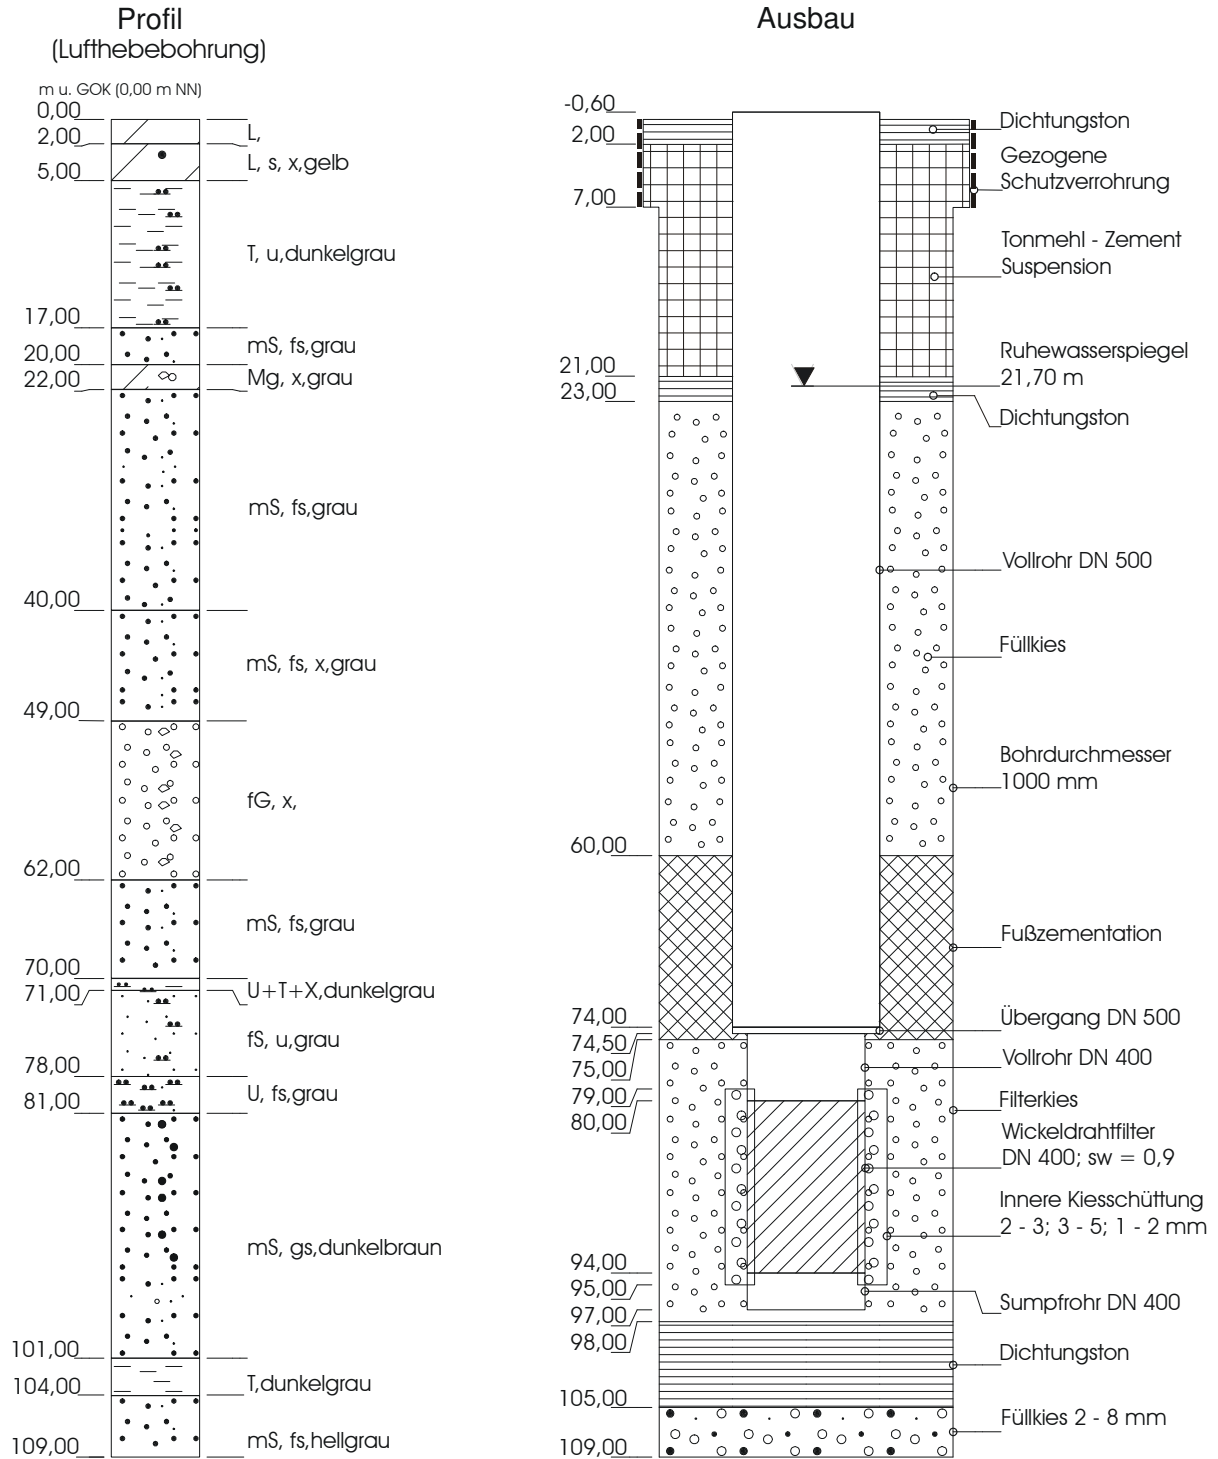 Profil
(Lufthebebohrung)
m u. GOK (0,00 m NN)
0,00
2,00
L,
5,00
L, s, x,gelb
T, u,dunkelgrau
17,00
mS, fs,grau
20,00
22,00
Mg, x,grau
mS, fs,grau
40,00
mS, fs, x,grau
49,00
fG, x,
62,00
mS, fs,grau
70,00
71,00
U+T+X,dunkelgrau
fS, u,grau
78,00
U, fs,grau
81,00
mS, gs,dunkelbraun
101,00
T,dunkelgrau
104,00
mS, fs,hellgrau
109,00
Ausbau
-0,60
2,00
7,00
21,00
23,00
60,00
74,00
74,50
75,00
79,00
80,00
94,00
95,00
97,00
98,00
105,00
109,00
Dichtungston
Gezogene
Schutzverrohrung
Tonmehl - Zement
Suspension
Ruhewasserspiegel
21,70 m
Dichtungston
Vollrohr DN 500
Füllkies
Bohrdurchmesser
1000 mm
Fußzementation
Übergang DN 500
Vollrohr DN 400
Filterkies
Wickeldrahtfilter
DN 400; sw = 0,9
Innere Kiesschüttung
2 - 3; 3 - 5; 1 - 2 mm
Sumpfrohr DN 400
Dichtungston
Füllkies 2 - 8 mm